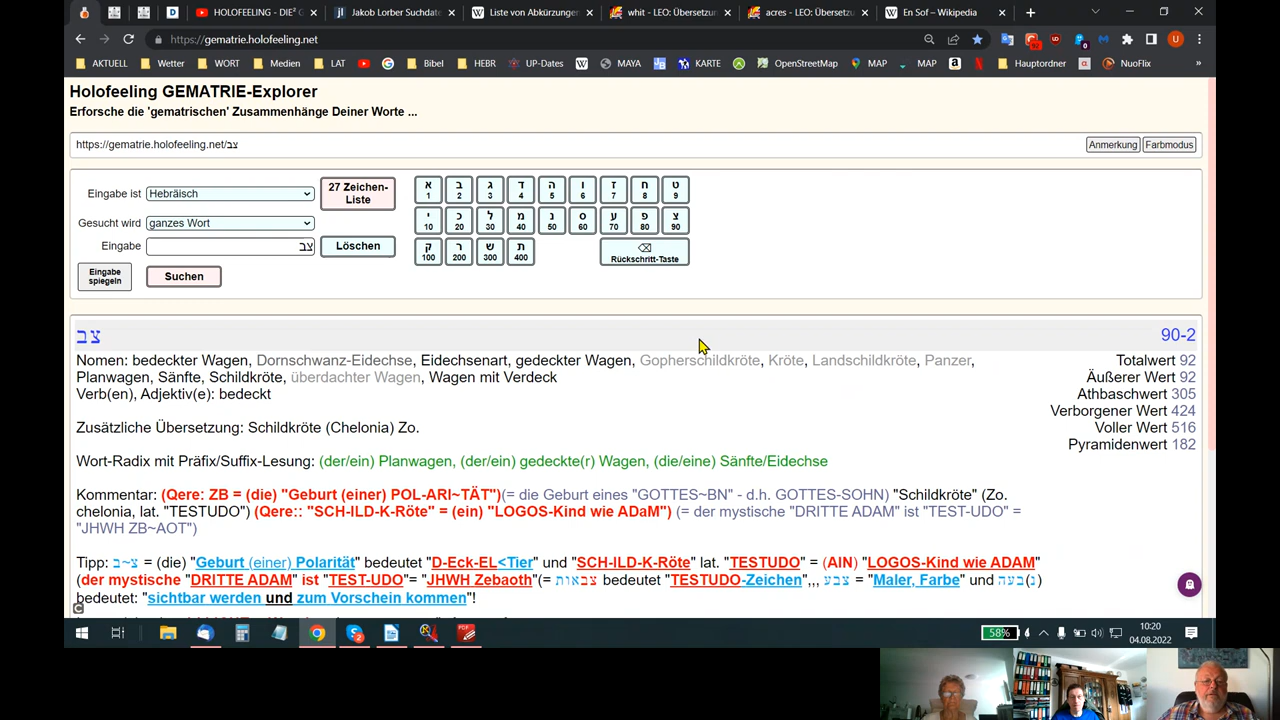 HOLOFEELING - DIE² G
Jakob Lorber Suchdate
Liste von Abkürzungen
whit - LEO: Übersetzun
acres - LEO: Übersetzu
En Sof – Wikipedia
https://gematrie.holofeeling.net
AKTUELL Wetter WORT Medien LAT Bibel HEBR UP-Dates MAYA KARTE OpenStreetMap MAP MAP Hauptordner NuoFlix »
Holofeeling GEMATRIE-Explorer
Erforsche die 'gematrischen' Zusammenhänge Deiner Worte ...
https://gematrie.holofeeling.net/צב
Anmerkung Farbmodus
Eingabe ist Hebräisch
27 Zeichen-
Liste
Gesucht wird ganzes Wort
Eingabe צב
Löschen
Eingabe
spiegeln
Suchen
א ב ג ד ה ו ז ח ט
1 2 3 4 5 6 7 8 9
י כ ל מ נ ס ע פ צ
10 20 30 40 50 60 70 80 90
ק ר ש ת
100 200 300 400
⌫
Rückschritt-Taste
צב 90-2
Nomen: bedeckter Wagen, Dornschwanz-Eidechse, Eidechsenart, gedeckter Wagen, Gopherschildkröte, Kröte, Landschildkröte, Panzer,
Planwagen, Sänfte, Schildkröte, überdachter Wagen, Wagen mit Verdeck
Verb(en), Adjektiv(e): bedeckt
Totalwert 92
Äußerer Wert 92
Athbaschwert 305
Verborgener Wert 424
Voller Wert 516
Pyramidenwert 182
Zusätzliche Übersetzung: Schildkröte (Chelonia) Zo.
Wort-Radix mit Präfix/Suffix-Lesung: (der/ein) Planwagen, (der/ein) gedeckte(r) Wagen, (die/eine) Sänfte/Eidechse
Kommentar: (Qere: ZB = (die) "Geburt (einer) POL-ARI~TÄT")(= die Geburt eines "GOTTES~BN" - d.h. GOTTES-SOHN) "Schildkröte" (Zo.
chelonia, lat. "TESTUDO") (Qere:: "SCH-ILD-K-Röte" = (ein) "LOGOS-Kind wie ADaM") (= der mystische "DRITTE ADAM" ist "TEST-UDO" =
"JHWH ZB~AOT")
Tipp: צ~ב = (die) "Geburt (einer) Polarität" bedeutet "D-Eck-EL<Tier" und "SCH-ILD-K-Röte" lat. "TESTUDO" = (AIN) "LOGOS-Kind wie ADAM"
(der mystische "DRITTE ADAM" ist "TEST-UDO"= "JHWH Zebaoth"(= צבאות bedeutet "TESTUDO-Zeichen",,, צבע = "Maler, Farbe" und נ)בעה)
bedeutet: "sichtbar werden und zum Vorschein kommen"!
58%
10:20
04.08.2022